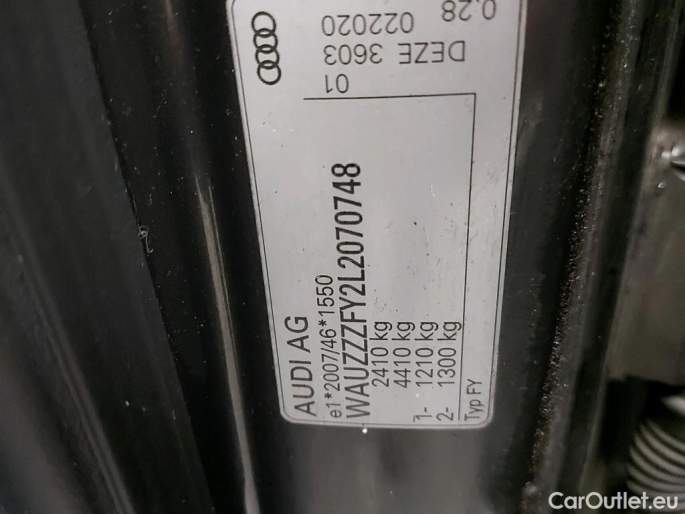 AUDI AG
e1*2007/46*1550
WAUZZZFY2L2070748
2410 kg
4410 kg
1- 1210 kg
2- 1300 kg
Typ FY
01
DEZE 3603
022020
0.28
CarOutlet.eu